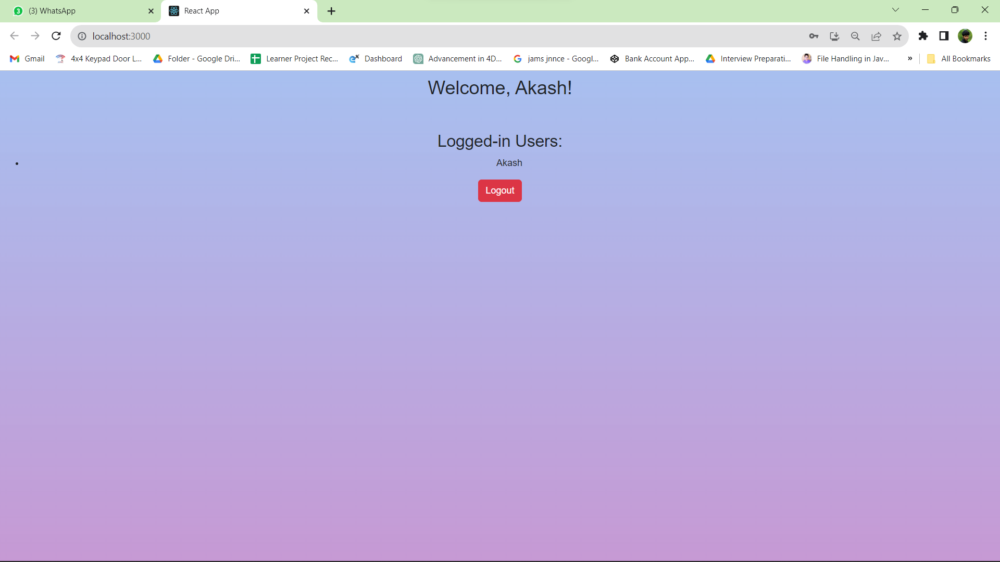 3 (3) WhatsApp
React App
localhost:3000
Gmail
4x4 Keypad Door L...
Folder - Google Dri...
Learner Project Rec...
Dashboard
Advancement in 4D...
jams jnnce - Googl...
Bank Account App...
Interview Preparati...
File Handling in Jav...
»
All Bookmarks
Welcome, Akash!
Logged-in Users:
• Akash
Logout